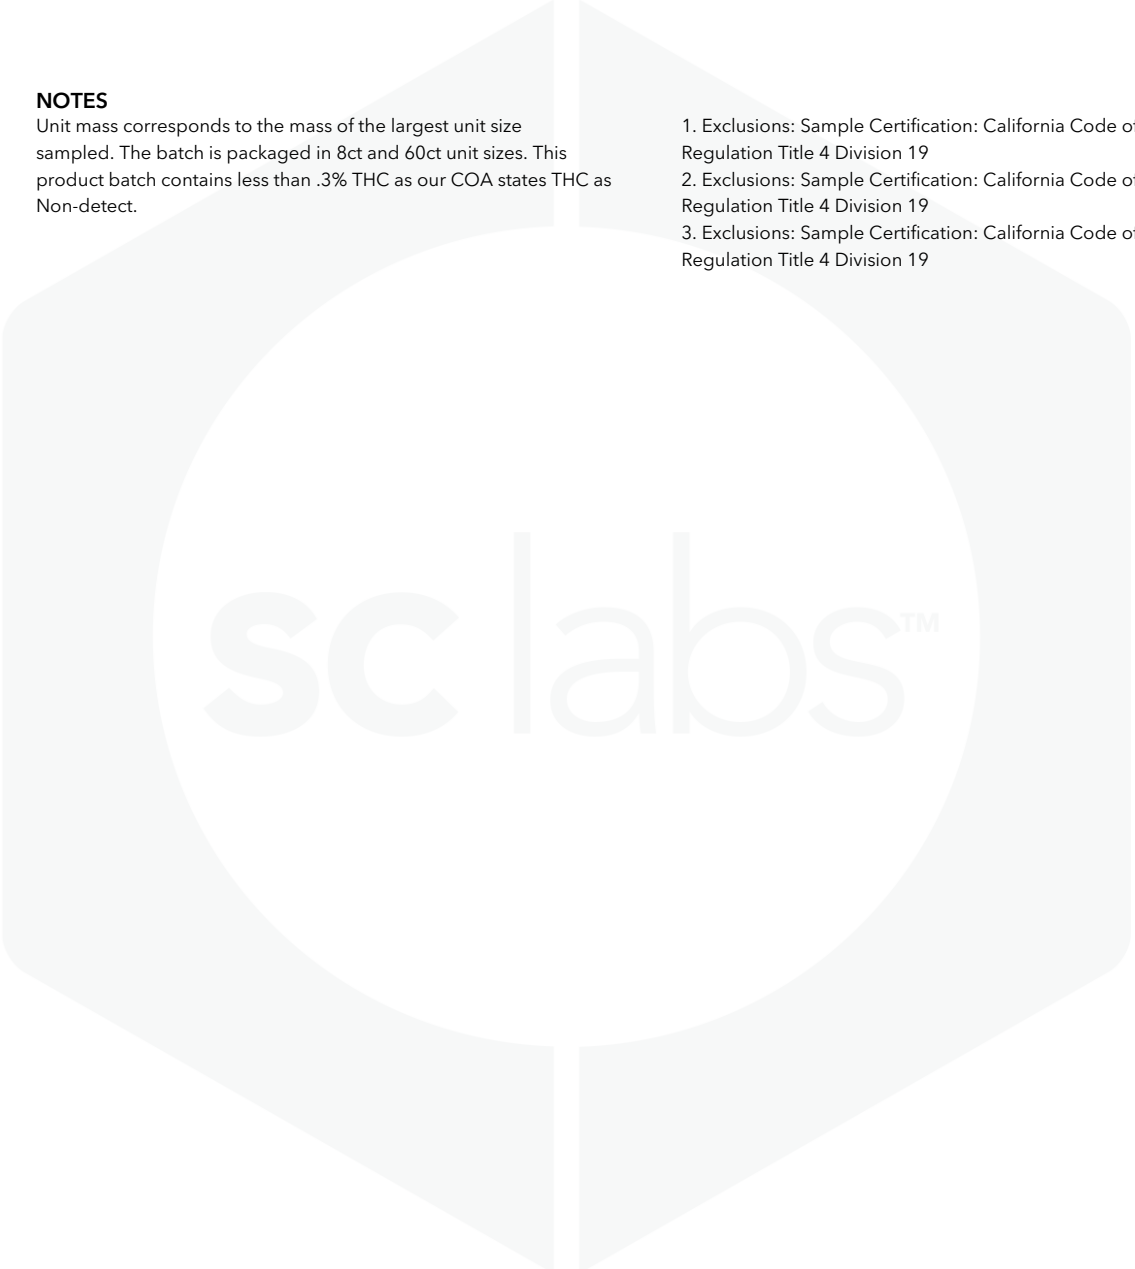 NOTES
Unit mass corresponds to the mass of the largest unit size
sampled. The batch is packaged in 8ct and 60ct unit sizes. This
product batch contains less than .3% THC as our COA states THC as
Non-detect.
1. Exclusions: Sample Certification: California Code of
Regulation Title 4 Division 19
2. Exclusions: Sample Certification: California Code of
Regulation Title 4 Division 19
3. Exclusions: Sample Certification: California Code of
Regulation Title 4 Division 19
sc labs™